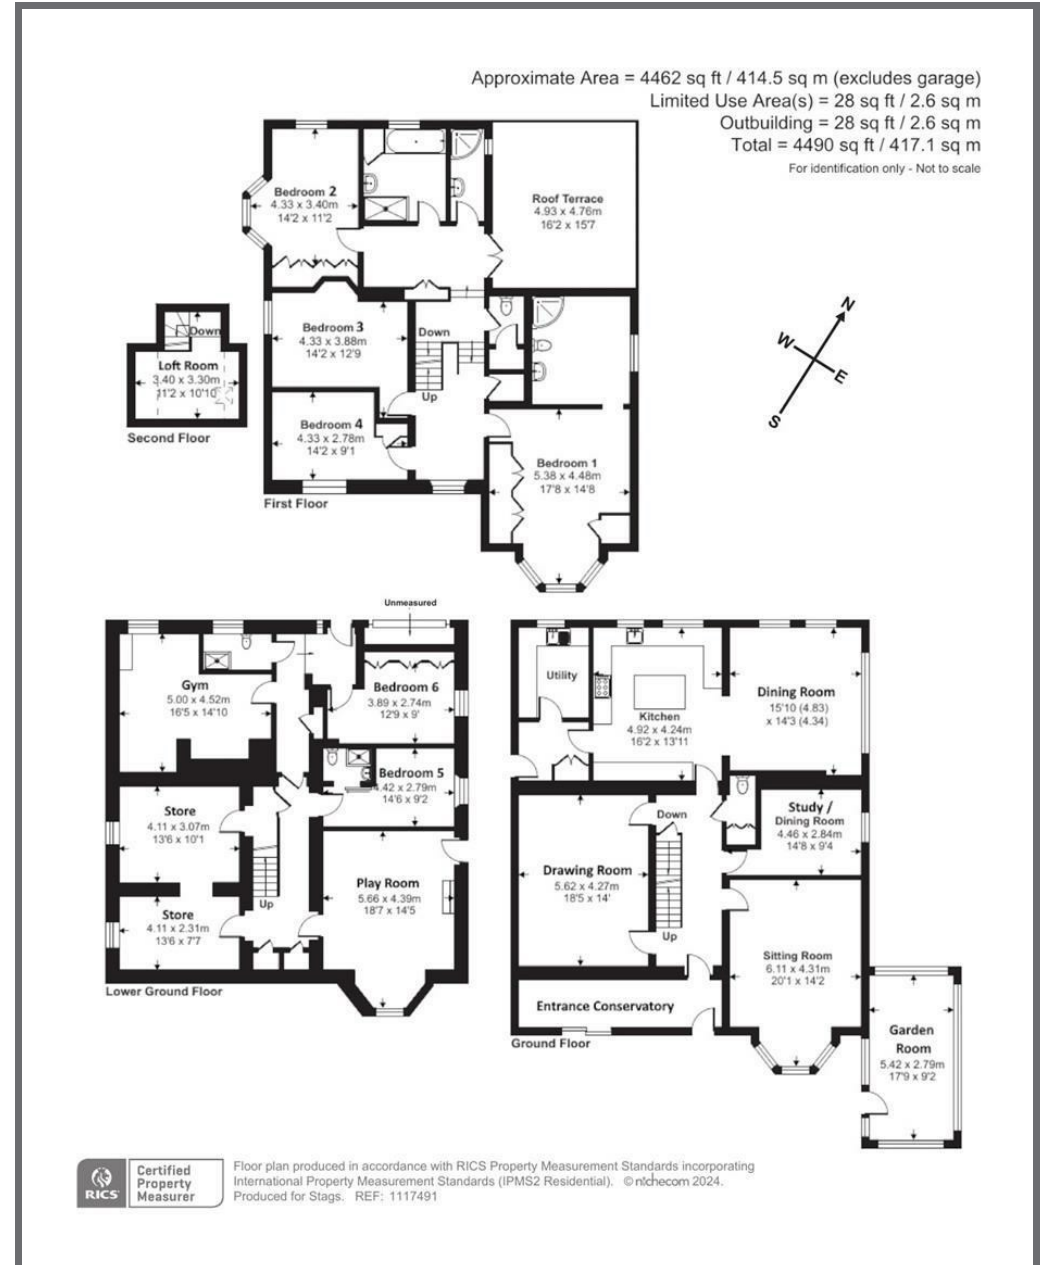 Approximate Area = 4462 sq ft / 414.5 sq m (excludes garage)
Limited Use Area(s) = 28 sq ft / 2.6 sq m
Outbuilding = 28 sq ft / 2.6 sq m
Total = 4490 sq ft / 417.1 sq m
For identification only - Not to scale
Bedroom 2
4.33 x 3.40m
14'2 x 11'2
Roof Terrace
4.93 x 4.76m
16'2 x 15'7
Bedroom 3
4.33 x 3.88m
14'2 x 12'9
Down
Up
Bedroom 4
4.33 x 2.78m
14'2 x 9'1
Bedroom 1
5.38 x 4.48m
17'8 x 14'8
First Floor
Down
Loft Room
3.40 x 3.30m
11'2 x 10'10
Second Floor
N
W
E
S
Unmeasured
Gym
5.00 x 4.52m
16'5 x 14'10
Bedroom 6
3.89 x 2.74m
12'9 x 9'
Bedroom 5
4.42 x 2.79m
14'6 x 9'2
Store
4.11 x 3.07m
13'6 x 10'1
Up
Play Room
5.66 x 4.39m
18'7 x 14'5
Store
4.11 x 2.31m
13'6 x 7'7
Lower Ground Floor
Utility
Kitchen
4.92 x 4.24m
16'2 x 13'11
Dining Room
15'10 (4.83)
x 14'3 (4.34)
Down
Study /
Dining Room
4.46 x 2.84m
14'8 x 9'4
Drawing Room
5.62 x 4.27m
18'5 x 14'
Up
Sitting Room
6.11 x 4.31m
20'1 x 14'2
Entrance Conservatory
Ground Floor
Garden
Room
5.42 x 2.79m
17'9 x 9'2
RICS
Certified
Property
Measurer
Floor plan produced in accordance with RICS Property Measurement Standards incorporating
International Property Measurement Standards (IPMS2 Residential). © nichecom 2024.
Produced for Stags. REF: 1117491